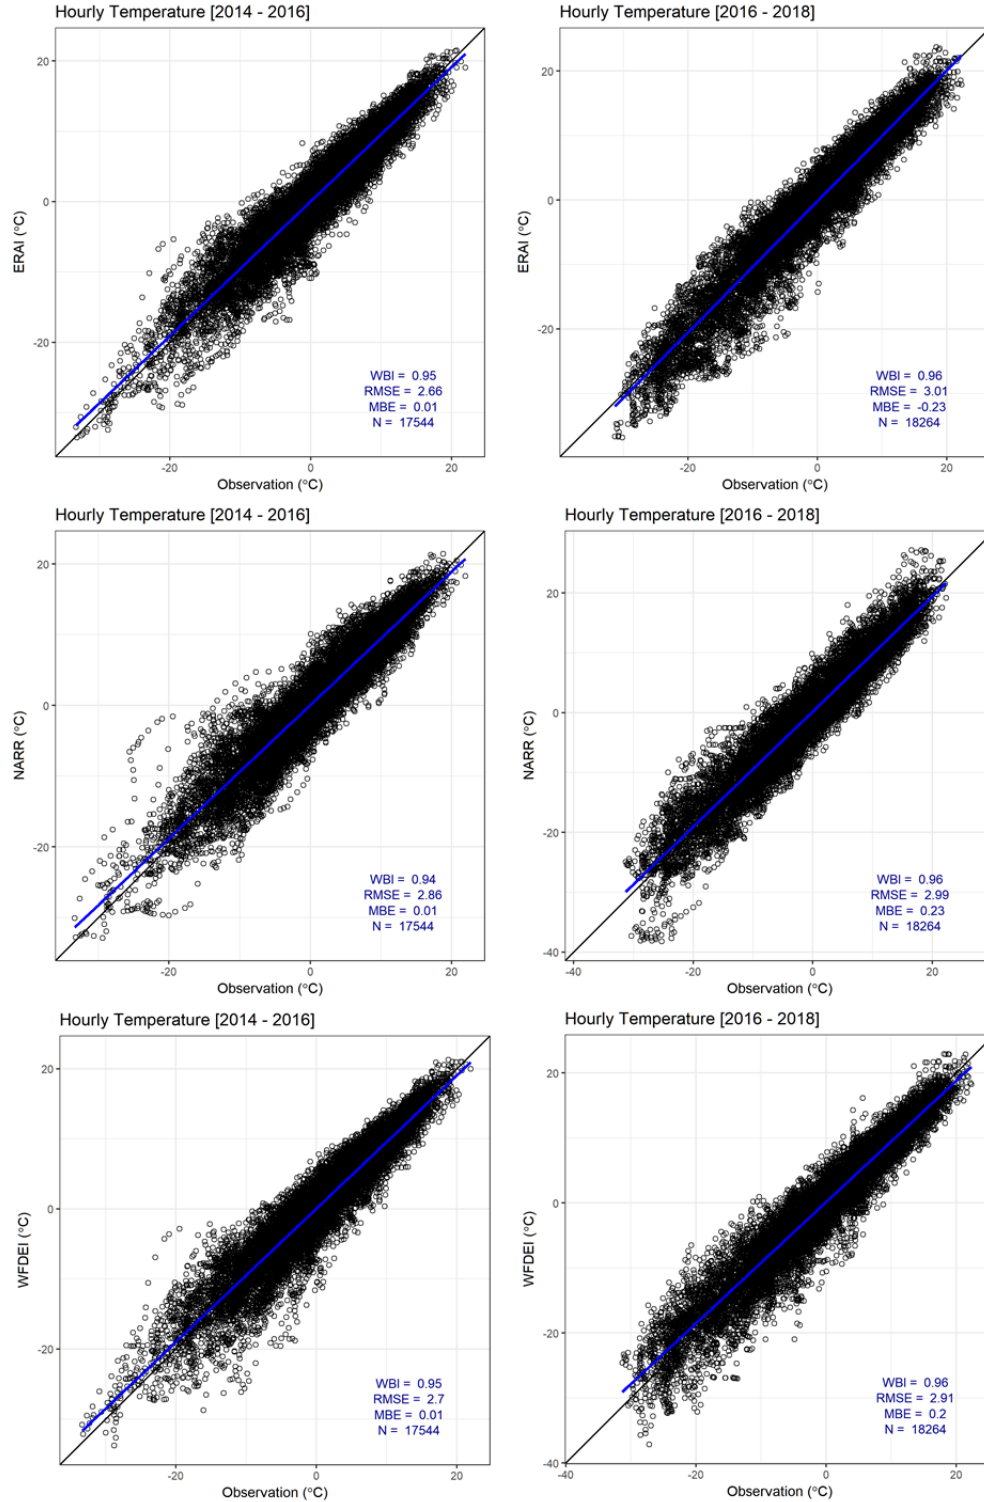 Hourly Temperature [2014 - 2016]
20
0
-20
ERAI (°C)
WBI = 0.95
RMSE = 2.66
MBE = 0.01
N = 17544
-20 0 20
Observation (°C)
Hourly Temperature [2016 - 2018]
20
0
-20
ERAI (°C)
WBI = 0.96
RMSE = 3.01
MBE = -0.23
N = 18264
-20 0 20
Observation (°C)
Hourly Temperature [2014 - 2016]
20
0
-20
NARR (°C)
WBI = 0.94
RMSE = 2.86
MBE = 0.01
N = 17544
-20 0 20
Observation (°C)
Hourly Temperature [2016 - 2018]
20
0
-20
-40
NARR (°C)
WBI = 0.96
RMSE = 2.99
MBE = 0.23
N = 18264
-40 -20 0 20
Observation (°C)
Hourly Temperature [2014 - 2016]
20
0
-20
WFDEI (°C)
WBI = 0.95
RMSE = 2.7
MBE = 0.01
N = 17544
-20 0 20
Observation (°C)
Hourly Temperature [2016 - 2018]
20
0
-20
-40
WFDEI (°C)
WBI = 0.96
RMSE = 2.91
MBE = 0.2
N = 18264
-40 -20 0 20
Observation (°C)